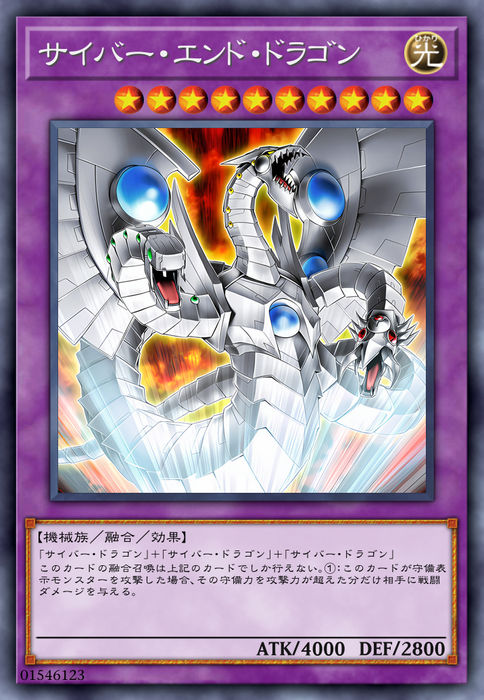 サイバー・エンド・ドラゴン
ひかり
光
【機械族／融合／効果】
「サイバー・ドラゴン」+「サイバー・ドラゴン」+「サイバー・ドラゴン」
このカードの融合召喚は上記のカードでしか行えない。①:このカードが守備表
示モンスターを攻撃した場合、その守備力を攻撃力が超えた分だけ相手に戦闘
ダメージを与える。
ATK/4000 DEF/2800
01546123